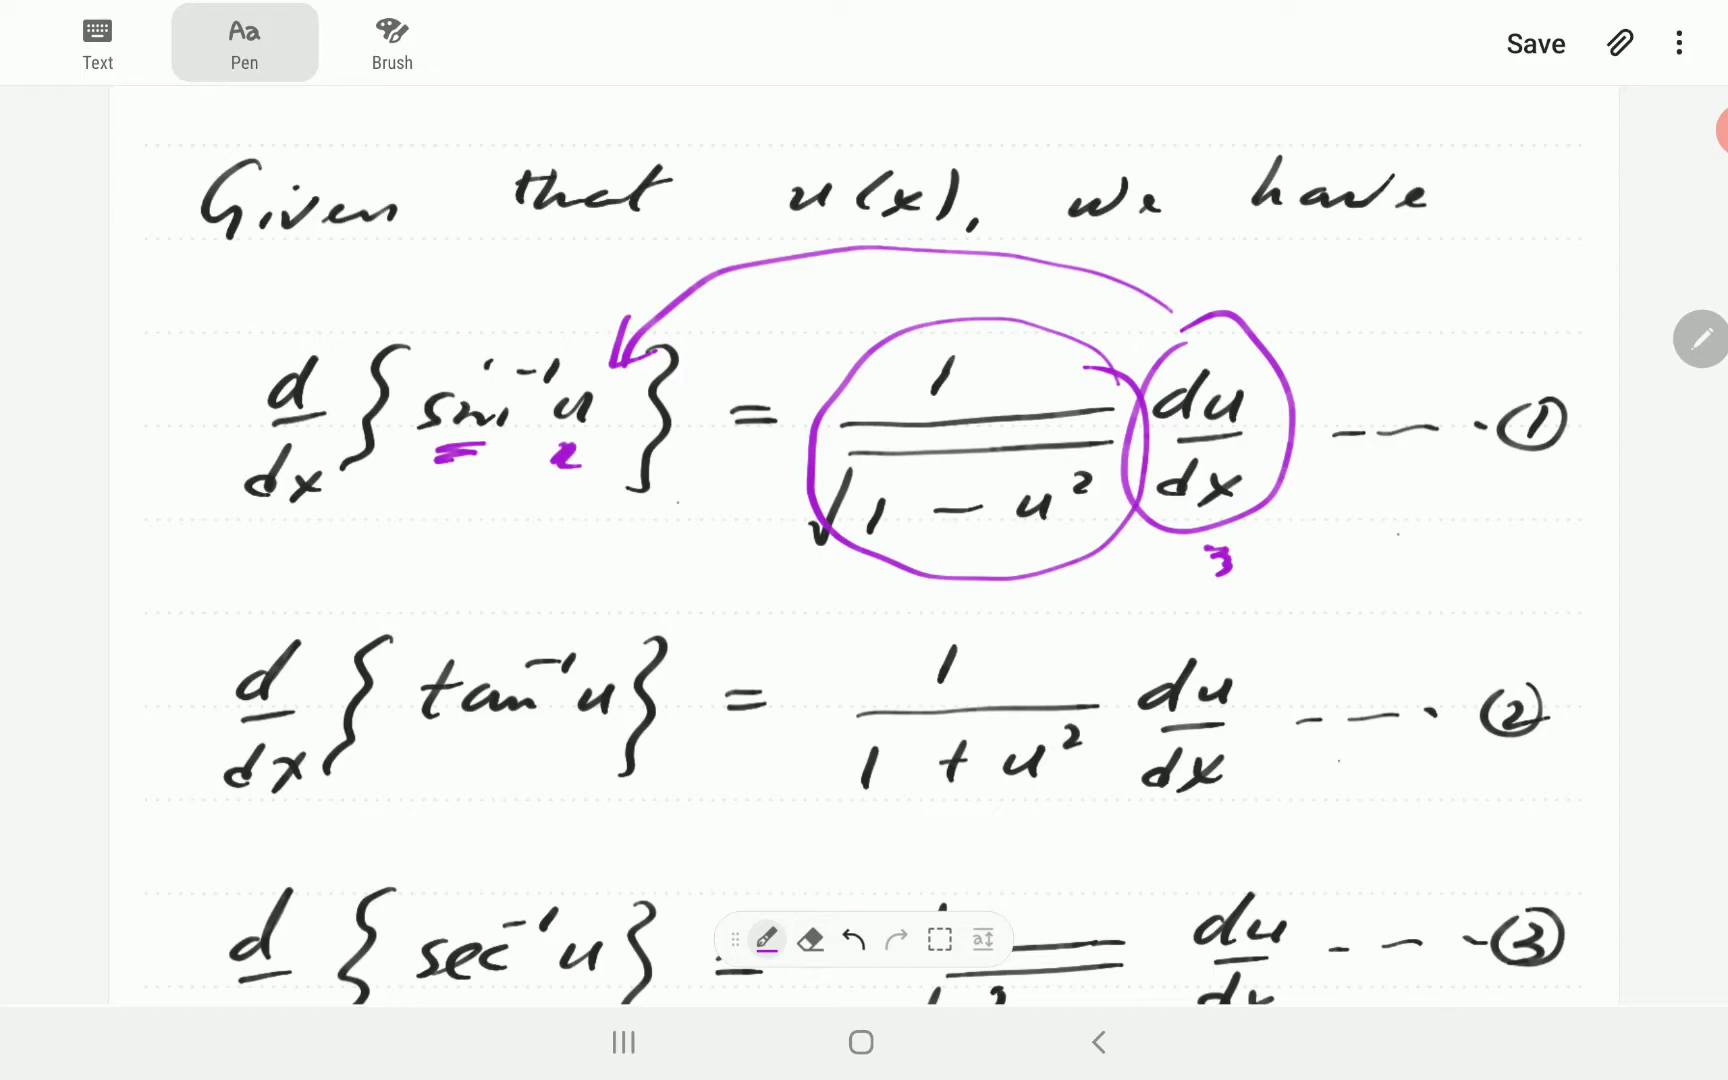 Text Pen Brush Save
Given that u(x), we have
d/dx { sin⁻¹u } = 1/√(1 - u²) du/dx ---- ①
2
3
d/dx { tan⁻¹u } = 1/(1 + u²) du/dx ---- ②
d { sec⁻¹u } = du/dx --- ③